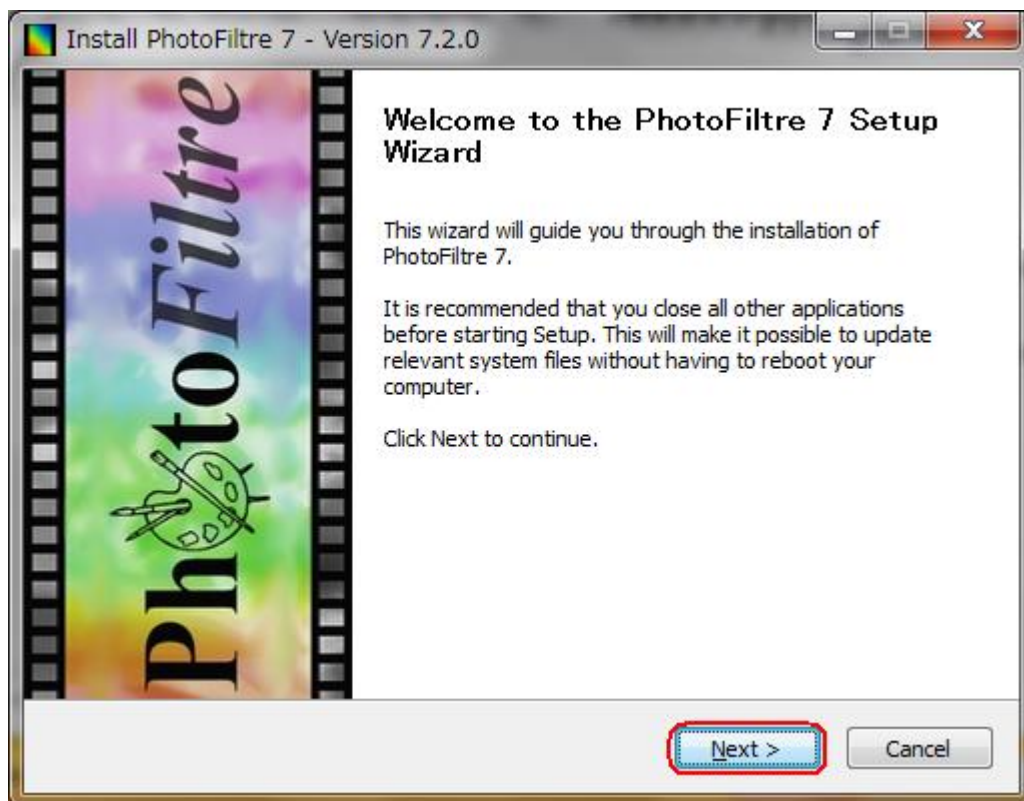 Install PhotoFiltre 7 - Version 7.2.0
PhotoFiltre
Welcome to the PhotoFiltre 7 Setup
Wizard
This wizard will guide you through the installation of
PhotoFiltre 7.
It is recommended that you close all other applications
before starting Setup. This will make it possible to update
relevant system files without having to reboot your
computer.
Click Next to continue.
Next >
Cancel